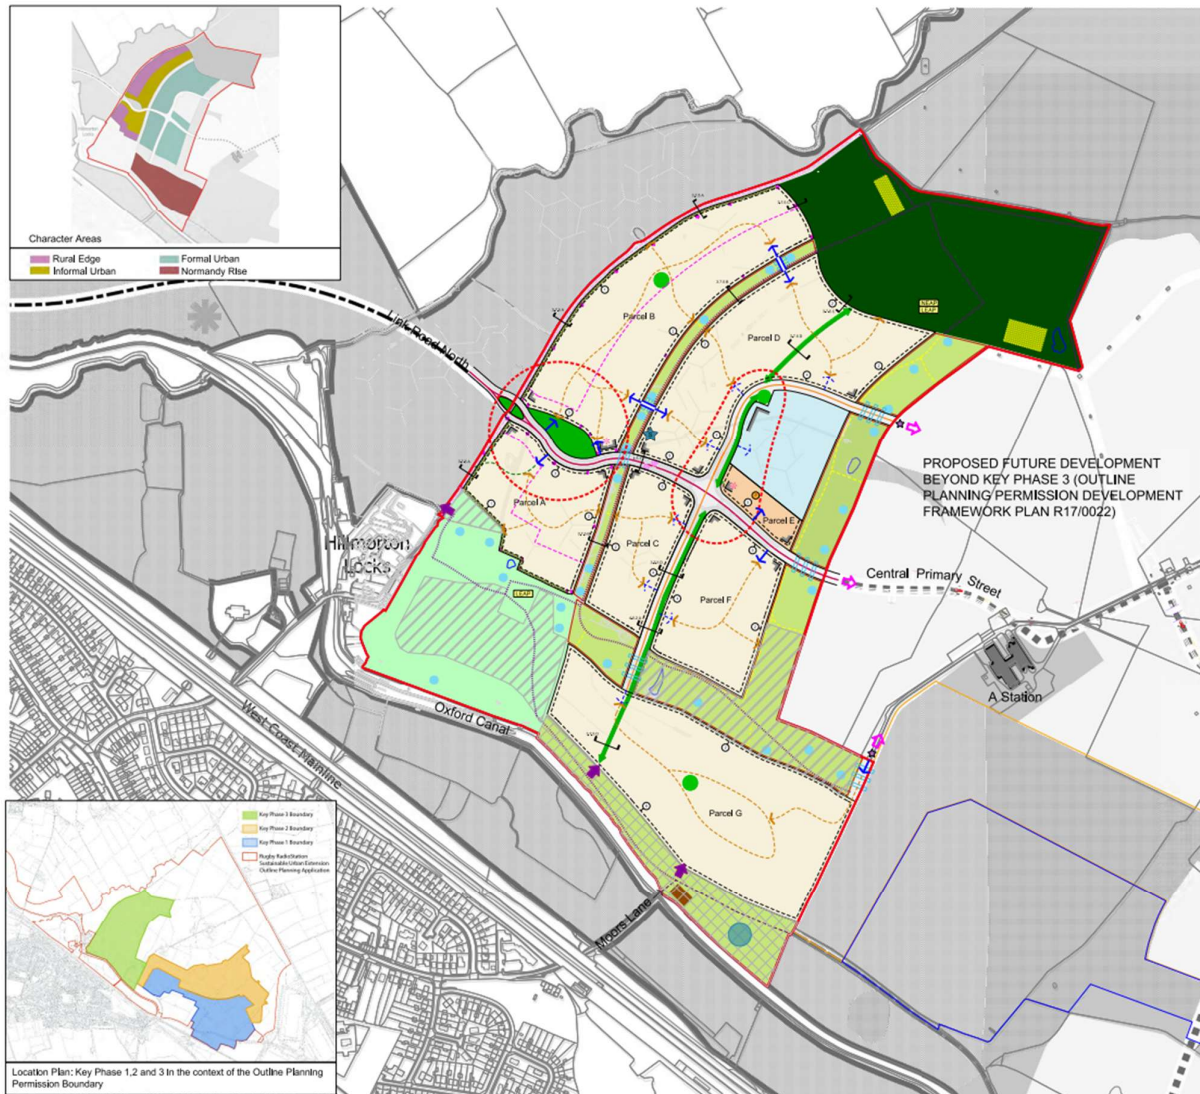 Character Areas
Rural Edge
Formal Urban
Informal Urban
Normandy Rise
Link Road North
Parcel B
Parcel D
NEAP
LEAP
PROPOSED FUTURE DEVELOPMENT
BEYOND KEY PHASE 3 (OUTLINE
PLANNING PERMISSION DEVELOPMENT
FRAMEWORK PLAN R17/0022)
Parcel A
Parcel E
Hillmorton
Locks
Parcel C
Central Primary Street
LEAP
Parcel F
A Station
Oxford Canal
West Coast Mainline
Parcel G
Moors Lane
Key Phase 3 Boundary
Key Phase 2 Boundary
Key Phase 1 Boundary
Rugby Radio Station
Sustainable Urban Extension
Outline Planning Application
Location Plan: Key Phase 1,2 and 3 in the context of the Outline Planning
Permission Boundary